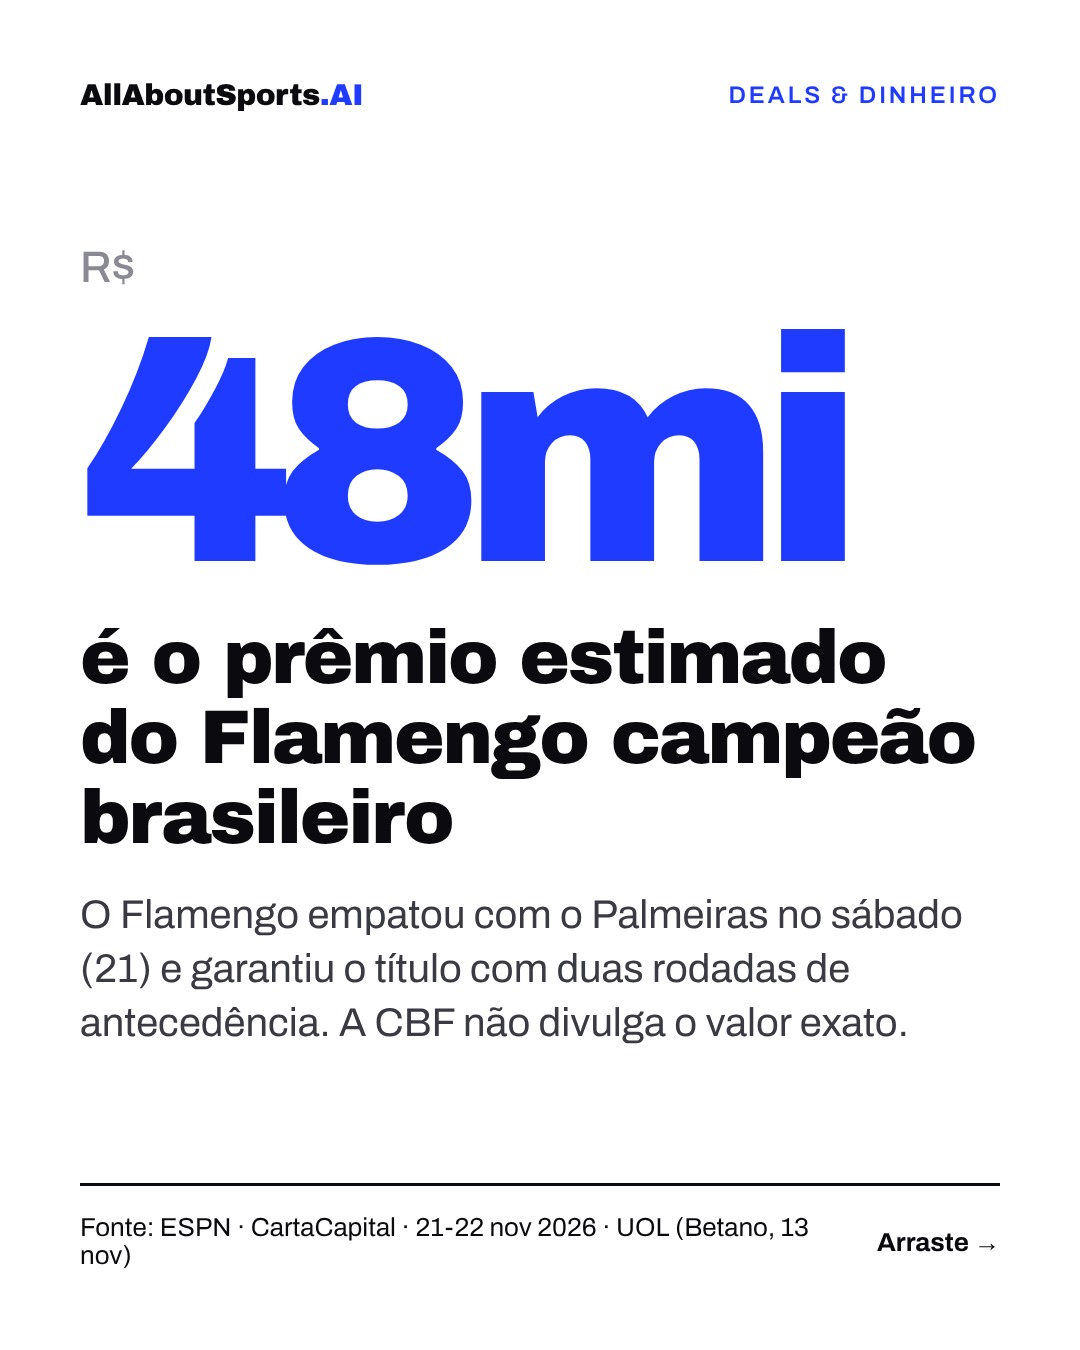 AllAboutSports.AI
DEALS & DINHEIRO
R$
48mi
é o prêmio estimado
do Flamengo campeão
brasileiro
O Flamengo empatou com o Palmeiras no sábado
(21) e garantiu o título com duas rodadas de
antecedência. A CBF não divulga o valor exato.
Fonte: ESPN · CartaCapital · 21-22 nov 2026 · UOL (Betano, 13
nov)
Arraste →